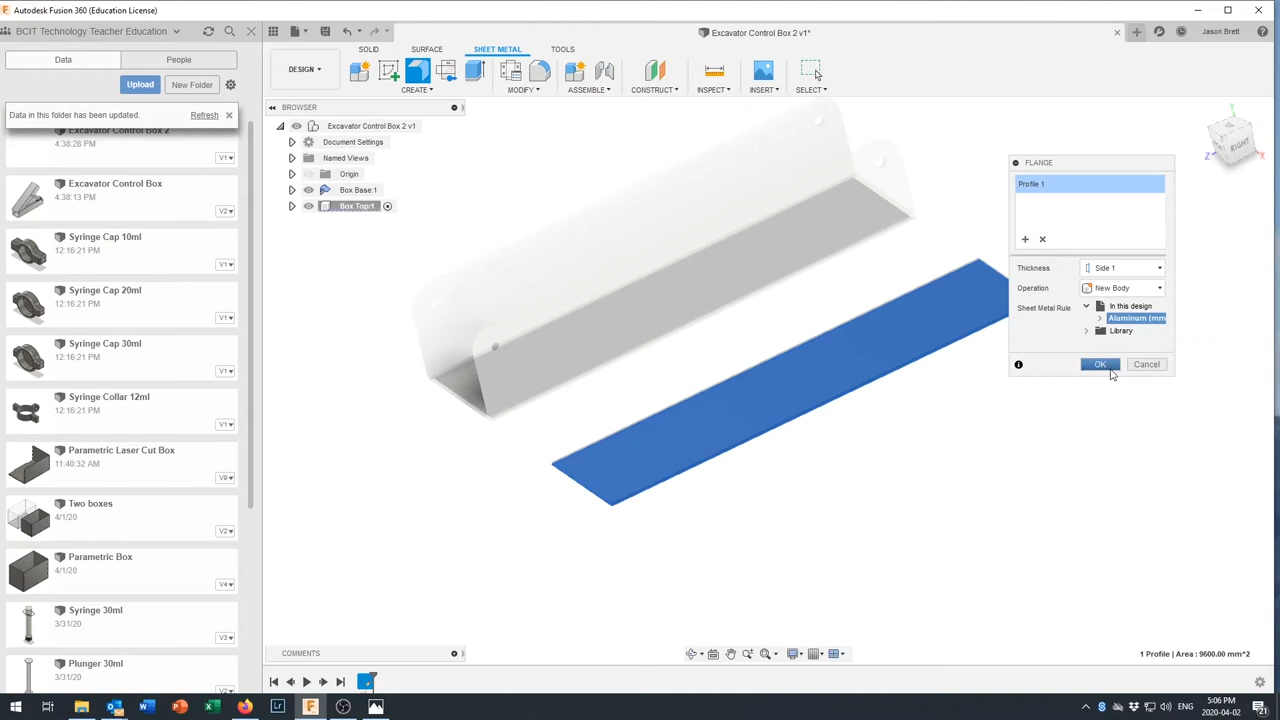 Autodesk Fusion 360 (Education License)
BCIT Technology Teacher Education
Excavator Control Box 2 v1*
Jason Brett
Data
People
DESIGN
SOLID
SURFACE
SHEET METAL
TOOLS
CREATE
MODIFY
ASSEMBLE
CONSTRUCT
INSPECT
INSERT
SELECT
Upload
New Folder
Data in this folder has been updated.
Refresh
Excavator Control Box 2
4:38:28 PM
V1
Excavator Control Box
4:38:13 PM
V2
Syringe Cap 10ml
12:16:21 PM
V1
Syringe Cap 20ml
12:16:21 PM
V1
Syringe Cap 30ml
12:16:21 PM
V1
Syringe Collar 12ml
12:16:21 PM
V1
Parametric Laser Cut Box
11:40:32 AM
V9
Two boxes
4/1/20
V2
Parametric Box
4/1/20
V4
Syringe 30ml
3/31/20
V3
Plunger 30ml
3/31/20
BROWSER
Excavator Control Box 2 v1
Document Settings
Named Views
Origin
Box Base:1
Box Top:1
Y
Z
X
RIGHT
FLANGE
Profile 1
Thickness
Side 1
Operation
New Body
Sheet Metal Rule
In this design
Aluminum (mm
Library
OK
Cancel
COMMENTS
1 Profile | Area : 9600.00 mm^2
ENG
5:06 PM
2020-04-02
21